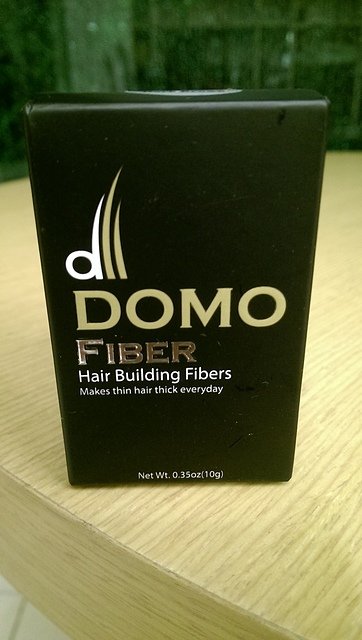 d
DOMO
FIBER
Hair Building Fibers
Makes thin hair thick everyday
Net Wt. 0.35oz(10g)